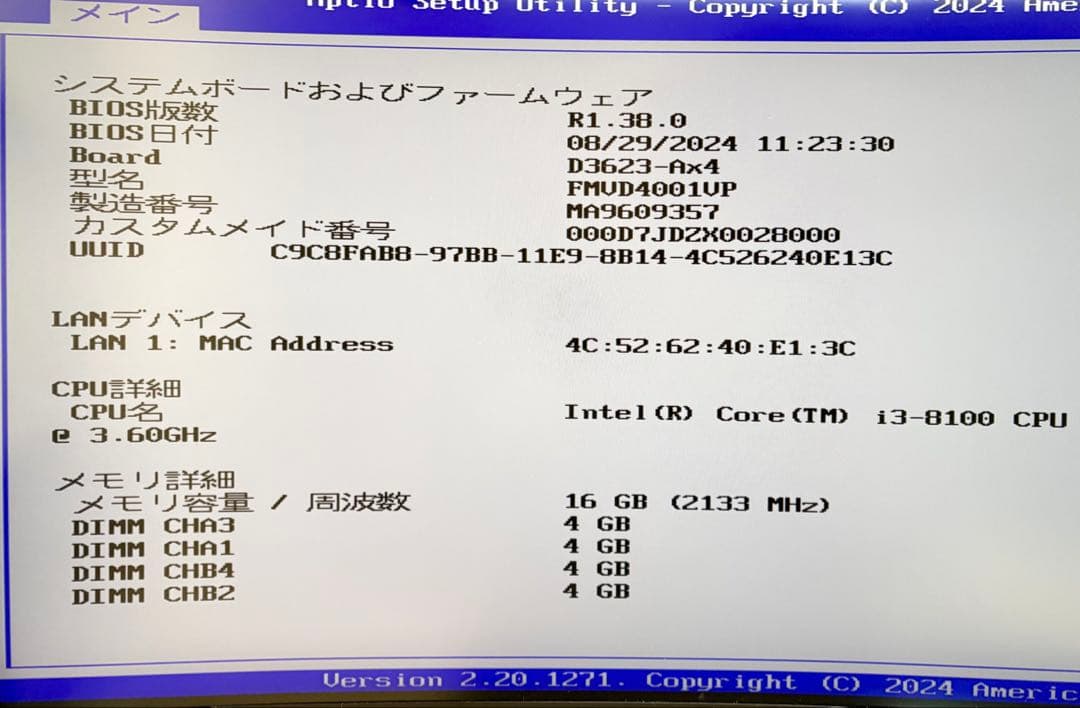 Aptio Setup Utility - Copyright (C) 2024 Ame
メイン
システムボードおよびファームウェア
BIOS版数 R1.38.0
BIOS日付 08/29/2024 11:23:30
Board D3623-Ax4
型名 FMVD4001VP
製造番号 MA9609357
カスタムメイド番号 000D7JDZX0028000
UUID C9C8FAB8-97BB-11E9-8B14-4C526240E13C
LANデバイス
LAN 1: MAC Address 4C:52:62:40:E1:3C
CPU詳細
CPU名 Intel(R) Core(TM) i3-8100 CPU
@ 3.60GHz
メモリ詳細
メモリ容量 / 周波数 16 GB (2133 MHz)
DIMM CHA3 4 GB
DIMM CHA1 4 GB
DIMM CHB4 4 GB
DIMM CHB2 4 GB
Version 2.20.1271. Copyright (C) 2024 Americ